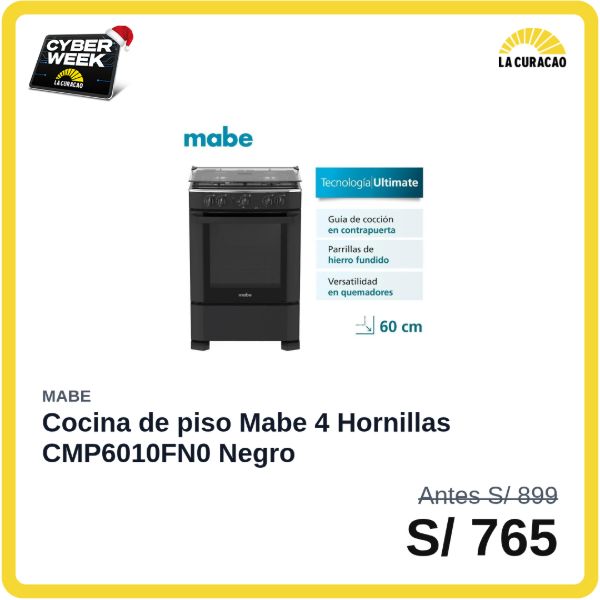 CYBER
WEEK
LA CURACAO
LA CURACAO
mabe
Tecnología|Ultimate
Guía de cocción
en contrapuerta
Parrillas de
hierro fundido
Versatilidad
en quemadores
mabe
60 cm
MABE
Cocina de piso Mabe 4 Hornillas
CMP6010FN0 Negro
Antes S/ 899
S/ 765